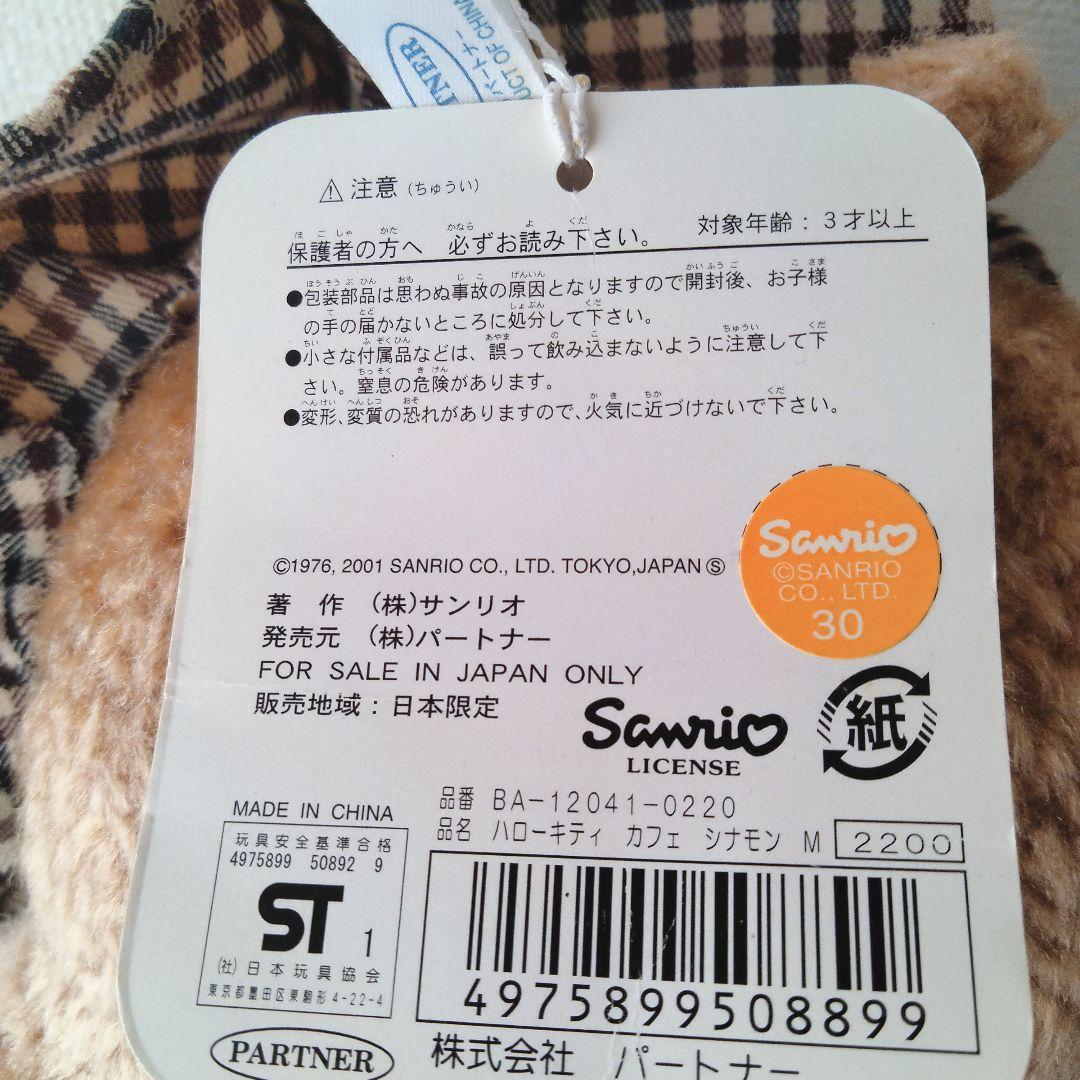 TNER
パートナー
UCT OF CHINA
⚠ 注意 (ちゅうい)
保護者の方へ 必ずお読み下さい。 対象年齢：3才以上
●包装部品は思わぬ事故の原因となりますので開封後、お子様
の手の届かないところに処分して下さい。
●小さな付属品などは、誤って飲み込まないように注意して下
さい。窒息の危険があります。
●変形、変質の恐れがありますので、火気に近づけないで下さい。
Sanrio
©SANRIO
CO., LTD.
30
©1976, 2001 SANRIO CO., LTD. TOKYO,JAPAN Ⓢ
著 作 (株)サンリオ
発売元 (株)パートナー
FOR SALE IN JAPAN ONLY
販売地域：日本限定
Sanrio
LICENSE
紙
MADE IN CHINA
品番 BA-12041-0220
品名 ハローキティ カフェ シナモン M 2200
玩具安全基準合格
4975899 50892 9
ST 1
(社)日本玩具協会
東京都墨田区東駒形4-22-4
4975899508899
PARTNER
株式会社 パートナー